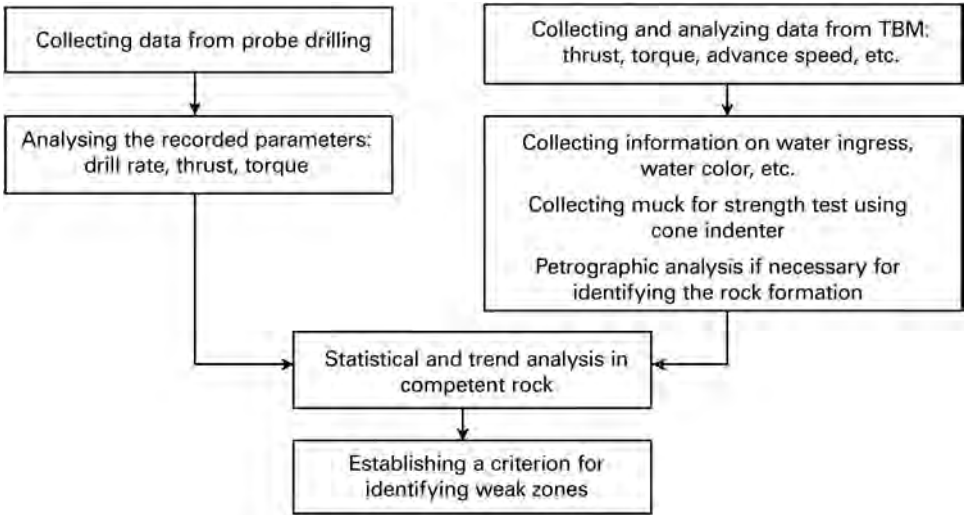 Collecting data from probe drilling
Analysing the recorded parameters:
drill rate, thrust, torque
Collecting and analyzing data from TBM:
thrust, torque, advance speed, etc.
Collecting information on water ingress,
water color, etc.
Collecting muck for strength test using
cone indenter
Petrographic analysis if necessary for
identifying the rock formation
Statistical and trend analysis in
competent rock
Establishing a criterion for
identifying weak zones